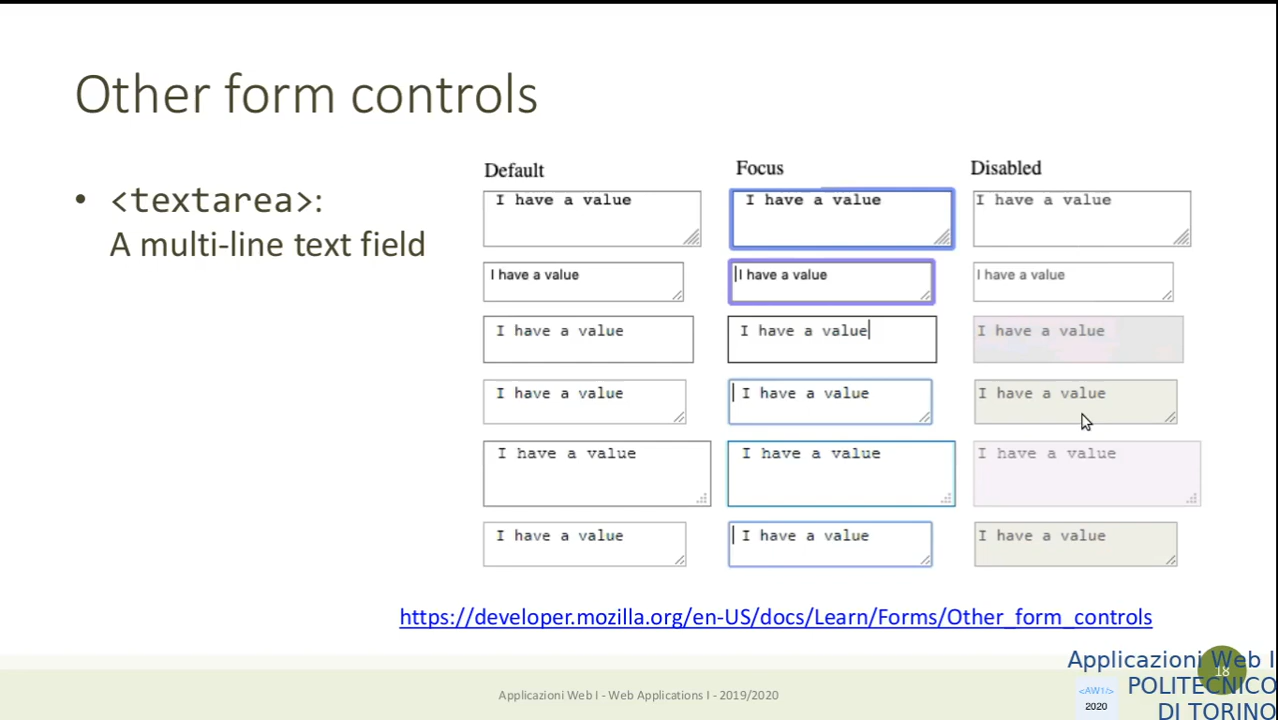 Other form controls
• <textarea>:
A multi-line text field
Default Focus Disabled
I have a value I have a value I have a value
I have a value I have a value I have a value
I have a value I have a value I have a value
I have a value I have a value I have a value
I have a value I have a value I have a value
I have a value I have a value I have a value
https://developer.mozilla.org/en-US/docs/Learn/Forms/Other_form_controls
Applicazioni Web I - Web Applications I - 2019/2020
18
Applicazioni Web I
POLITECNICO
DI TORINO
<AW1/>
2020